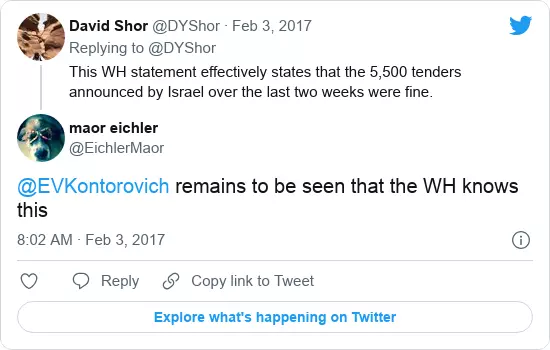 David Shor @DYShor · Feb 3, 2017
Replying to @DYShor
This WH statement effectively states that the 5,500 tenders
announced by Israel over the last two weeks were fine.
maor eichler
@EichlerMaor
@EVKontorovich remains to be seen that the WH knows
this
8:02 AM · Feb 3, 2017
Reply Copy link to Tweet
Explore what's happening on Twitter